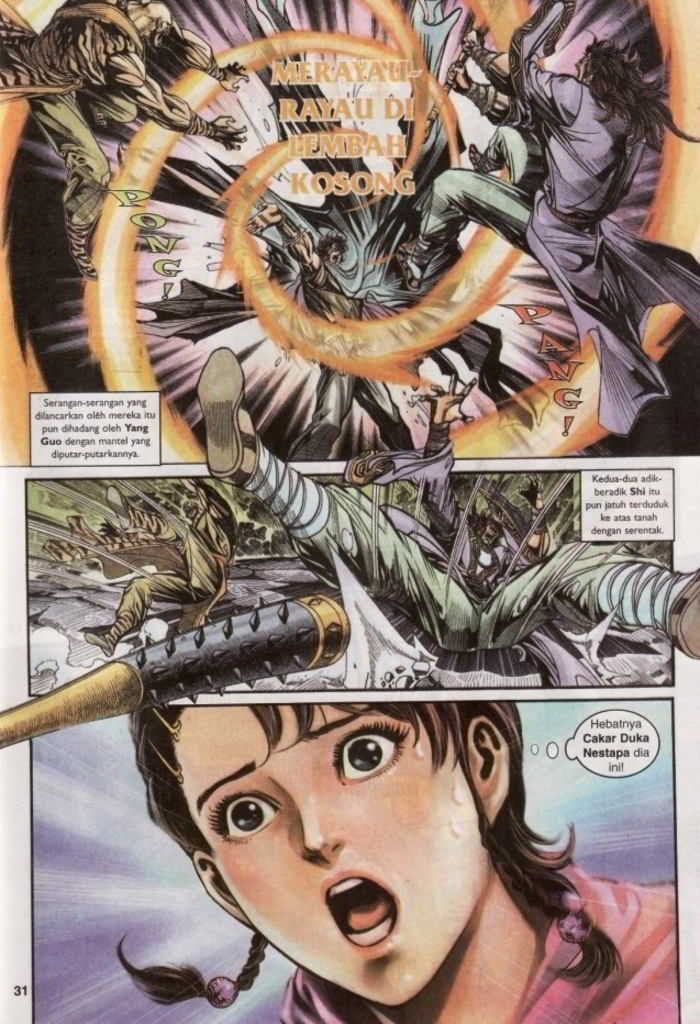 MERAYAU-
RAYAU DI
LEMBAH
KOSONG
PONG!
PANG!
Serangan-serangan yang
dilancarkan olèh mereka itu
pun dihadang oleh Yang
Guo dengan mantel yang
diputar-putarkannya.
Kedua-dua adik-
beradik Shi itu
pun jatuh terduduk
ke atas tanah
dengan serentak.
Hebatnya
Cakar Duka
Nestapa dia
ini!
31